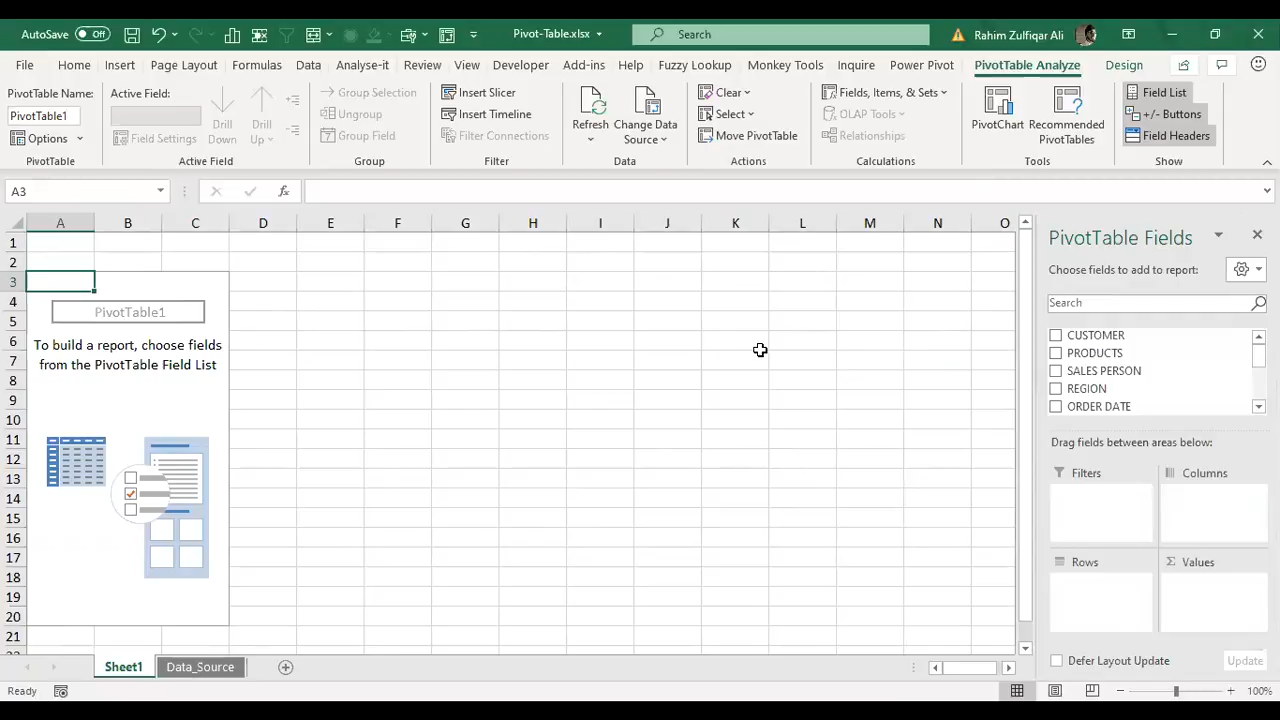 AutoSave Off Pivot-Table.xlsx Search Rahim Zulfiqar Ali
File Home Insert Page Layout Formulas Data Analyse-it Review View Developer Add-ins Help Fuzzy Lookup Monkey Tools Inquire Power Pivot PivotTable Analyze Design
PivotTable Name:
PivotTable1
Options
PivotTable
Active Field:
Field Settings
Drill Down
Drill Up
Active Field
Group Selection
Ungroup
Group Field
Group
Insert Slicer
Insert Timeline
Filter Connections
Filter
Refresh
Change Data Source
Data
Clear
Select
Move PivotTable
Actions
Fields, Items, & Sets
OLAP Tools
Relationships
Calculations
PivotChart
Recommended PivotTables
Tools
Field List
+/- Buttons
Field Headers
Show
A3 fx
A B C D E F G H I J K L M N O
1
2
3
4
5
6
7
8
9
10
11
12
13
14
15
16
17
18
19
20
21
PivotTable1
To build a report, choose fields
from the PivotTable Field List
PivotTable Fields
Choose fields to add to report:
Search
CUSTOMER
PRODUCTS
SALES PERSON
REGION
ORDER DATE
Drag fields between areas below:
Filters
Columns
Rows
Σ Values
Defer Layout Update Update
Sheet1 Data_Source
Ready 100%